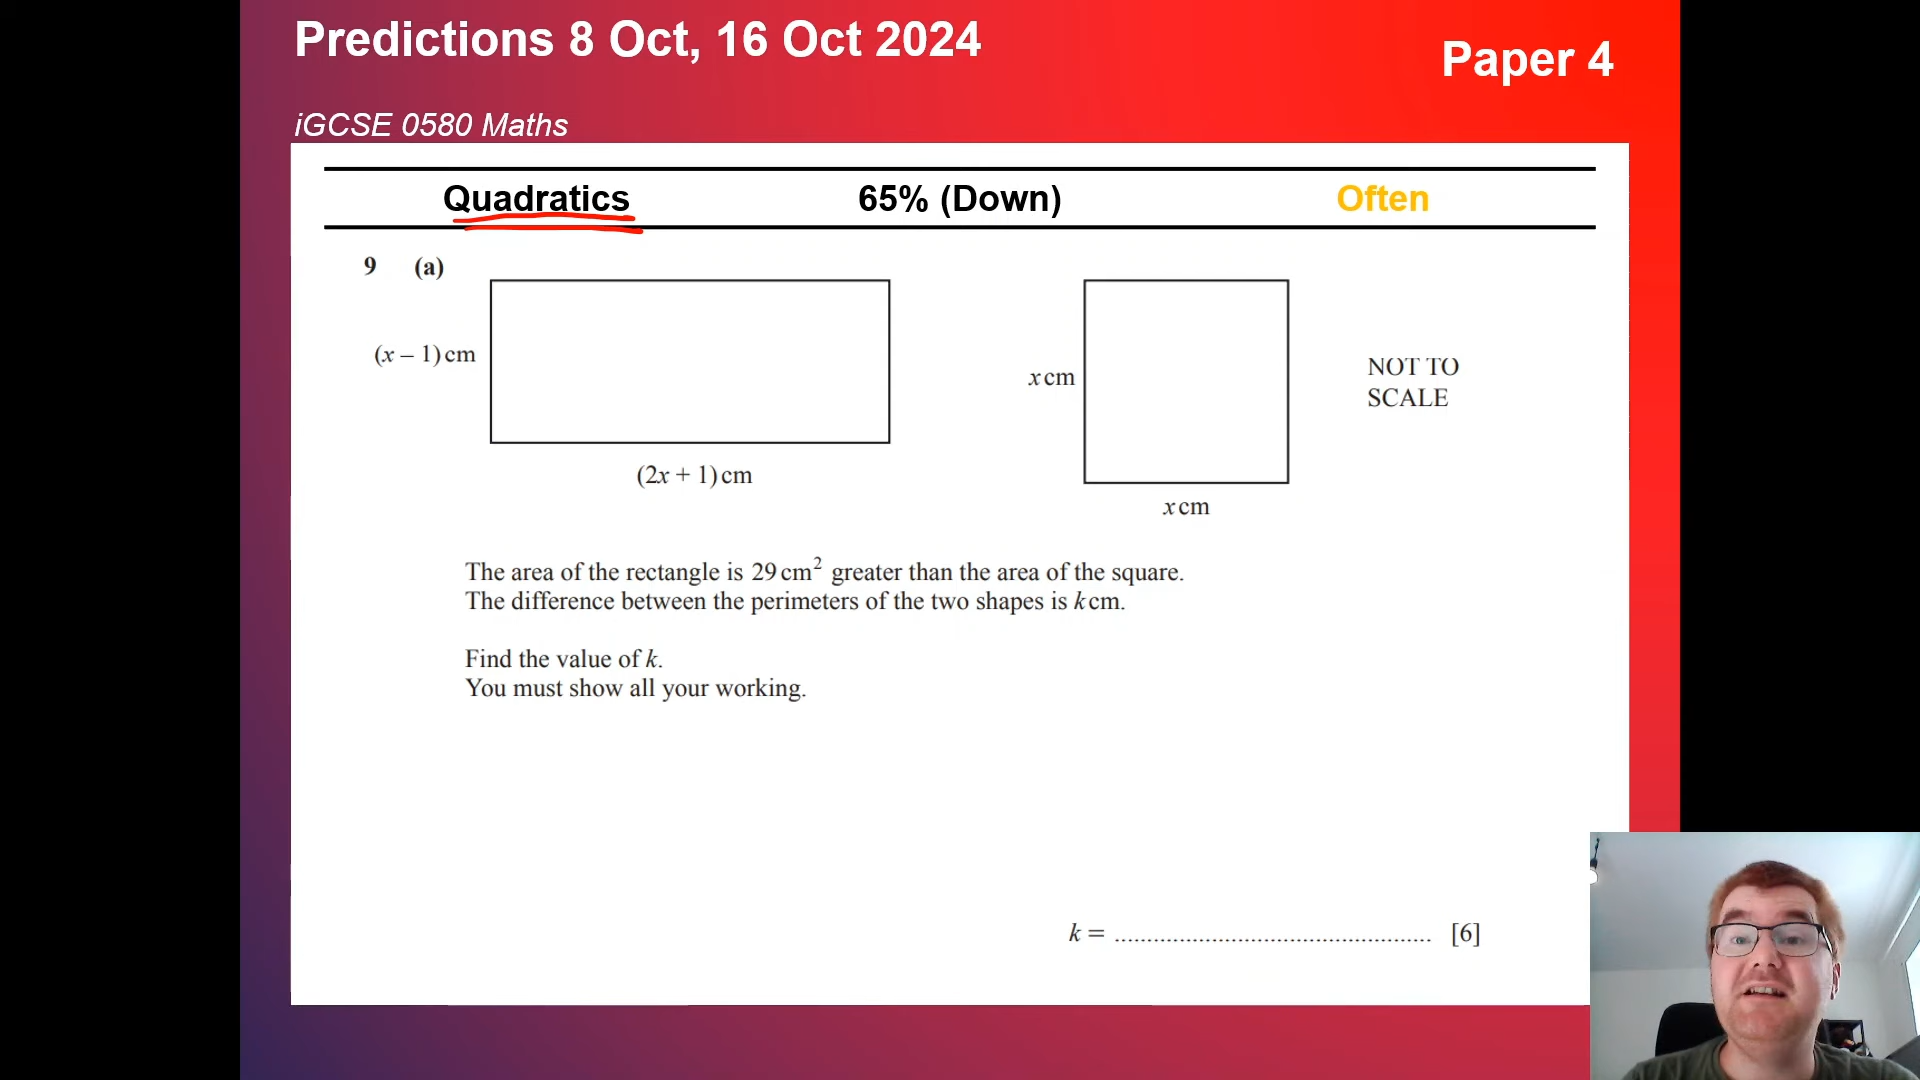 Predictions 8 Oct, 16 Oct 2024
Paper 4
iGCSE 0580 Maths
Quadratics 65% (Down) Often
9 (a)
(x – 1) cm
(2x + 1) cm
x cm
x cm
NOT TO
SCALE
The area of the rectangle is 29 cm² greater than the area of the square.
The difference between the perimeters of the two shapes is k cm.
Find the value of k.
You must show all your working.
k = ................................................ [6]